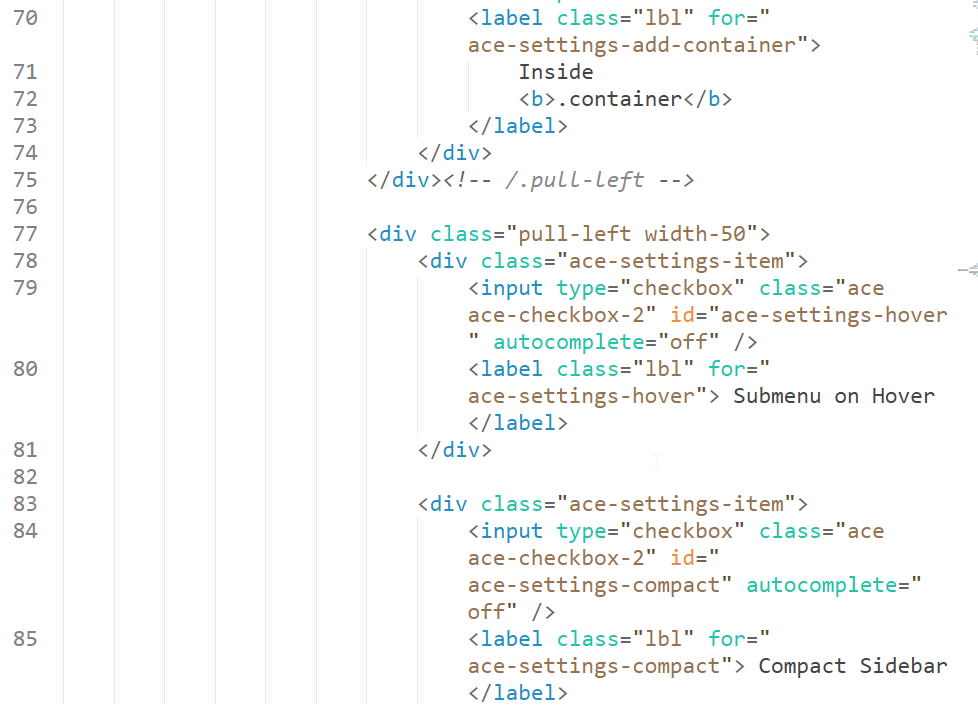 70 <label class="lbl" for="
ace-settings-add-container">
71 Inside
72 <b>.container</b>
73 </label>
74 </div>
75 </div><!-- /.pull-left -->
76
77 <div class="pull-left width-50">
78 <div class="ace-settings-item">
79 <input type="checkbox" class="ace
ace-checkbox-2" id="ace-settings-hover
" autocomplete="off" />
80 <label class="lbl" for="
ace-settings-hover"> Submenu on Hover
</label>
81 </div>
82
83 <div class="ace-settings-item">
84 <input type="checkbox" class="ace
ace-checkbox-2" id="
ace-settings-compact" autocomplete="
off" />
85 <label class="lbl" for="
ace-settings-compact"> Compact Sidebar
</label>